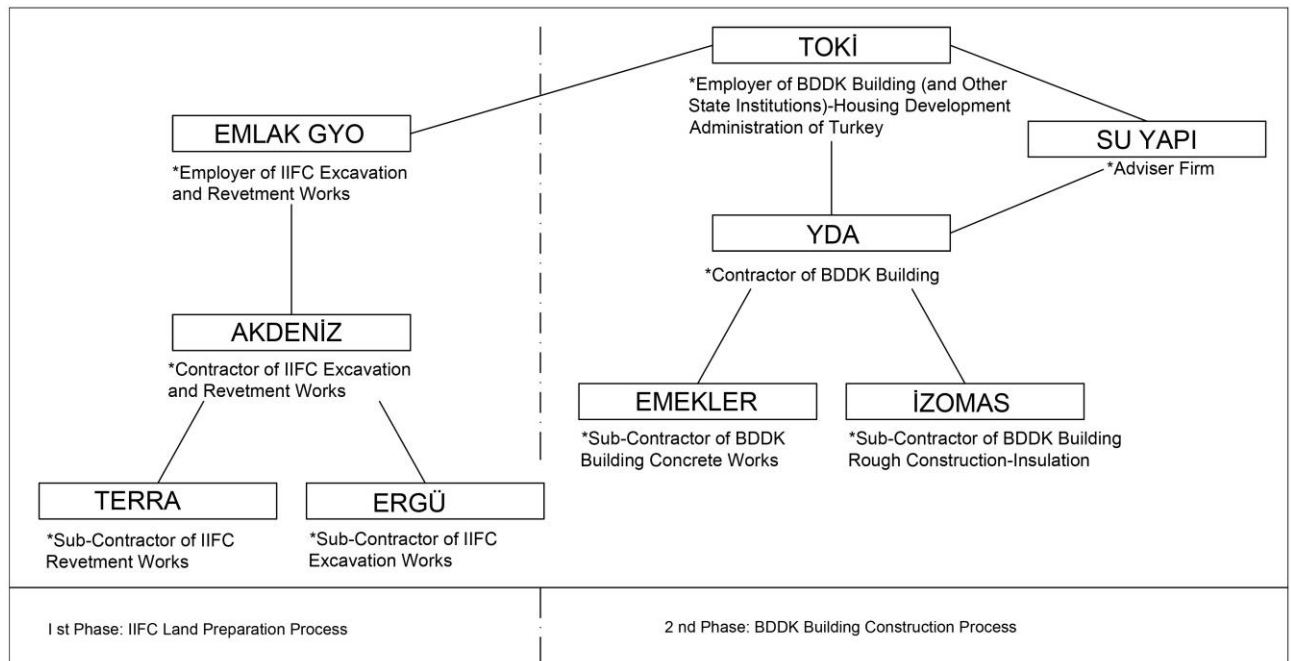 TOKİ
*Employer of BDDK Building (and Other
State Institutions)-Housing Development
Administration of Turkey
EMLAK GYO
*Employer of IIFC Excavation
and Revetment Works
SU YAPI
*Adviser Firm
YDA
*Contractor of BDDK Building
AKDENİZ
*Contractor of IIFC Excavation
and Revetment Works
EMEKLER
*Sub-Contractor of BDDK
Building Concrete Works
İZOMAS
*Sub-Contractor of BDDK Building
Rough Construction-Insulation
TERRA
*Sub-Contractor of IIFC
Revetment Works
ERGÜ
*Sub-Contractor of IIFC
Excavation Works
I st Phase: IIFC Land Preparation Process
2 nd Phase: BDDK Building Construction Process